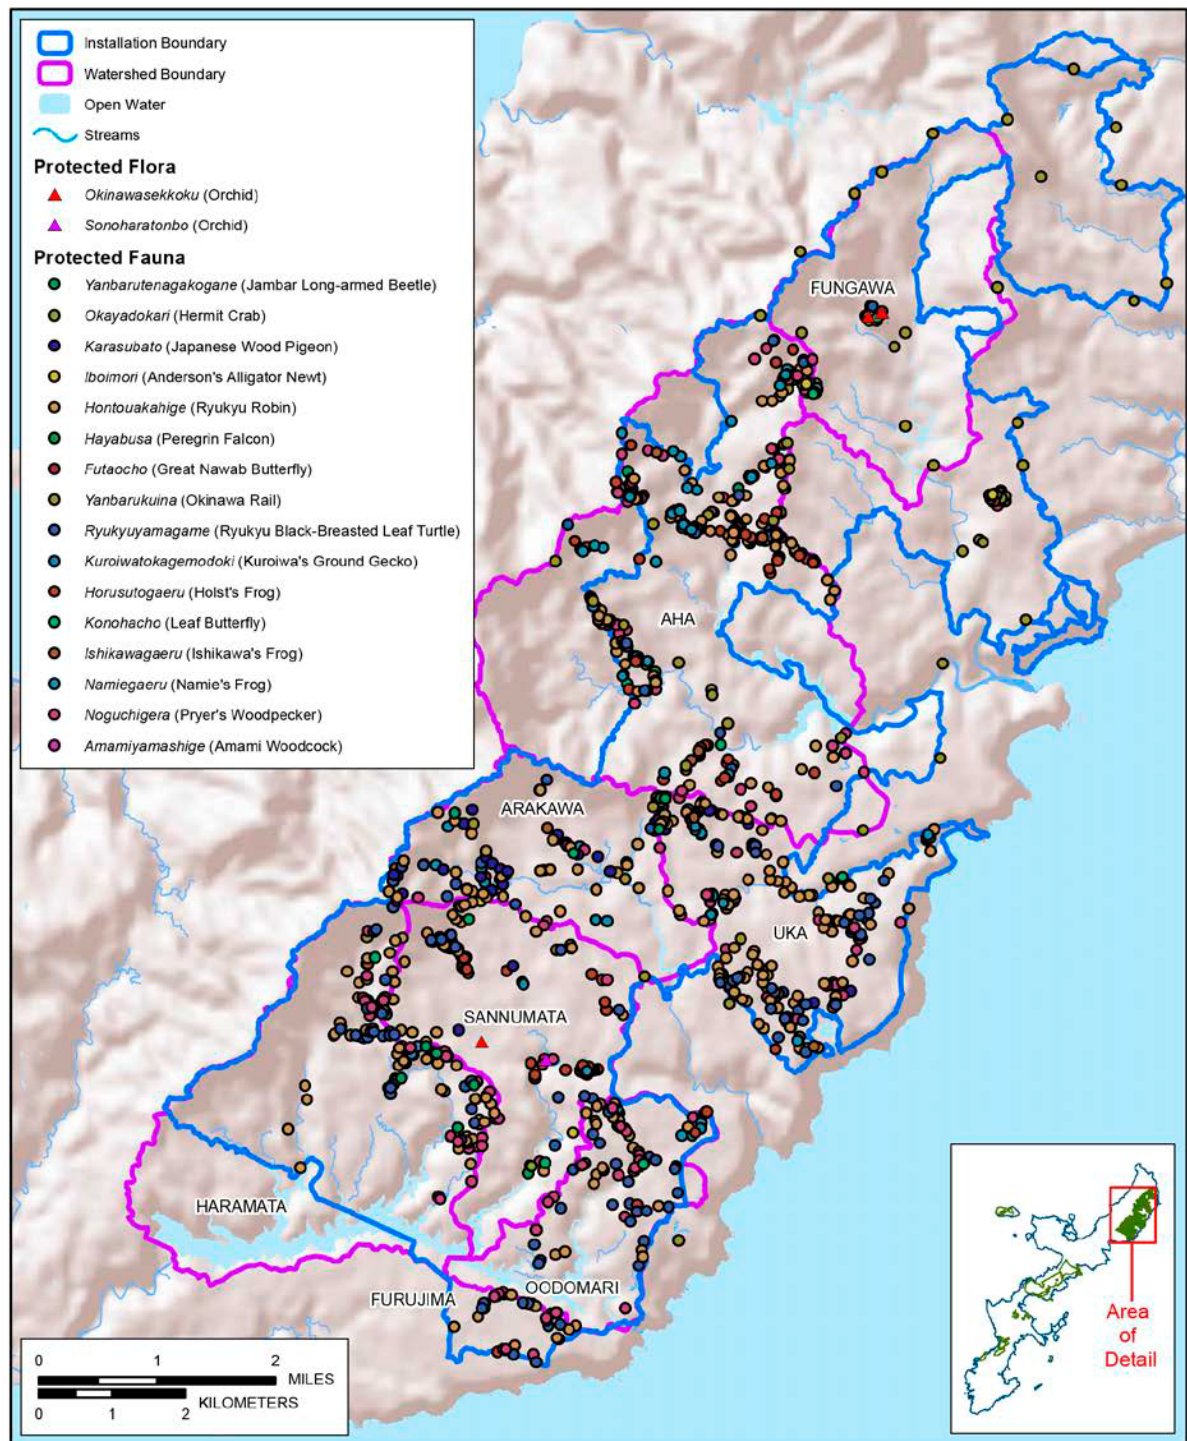 Installation Boundary
Watershed Boundary
Open Water
Streams
Protected Flora
Okinawasekkoku (Orchid)
Sonoharatonbo (Orchid)
Protected Fauna
Yanbarutenagakogane (Jambar Long-armed Beetle)
Okayadokari (Hermit Crab)
Karasubato (Japanese Wood Pigeon)
Iboimori (Anderson's Alligator Newt)
Hontouakahige (Ryukyu Robin)
Hayabusa (Peregrin Falcon)
Futaocho (Great Nawab Butterfly)
Yanbarukuina (Okinawa Rail)
Ryukyuyamagame (Ryukyu Black-Breasted Leaf Turtle)
Kuroiwatokagemodoki (Kuroiwa's Ground Gecko)
Horusutogaeru (Holst's Frog)
Konohacho (Leaf Butterfly)
Ishikawagaeru (Ishikawa's Frog)
Namiegaeru (Namie's Frog)
Noguchigera (Pryer's Woodpecker)
Amamiyamashige (Amami Woodcock)
FUNGAWA
AHA
ARAKAWA
UKA
SANNUMATA
HARAMATA
OODOMARI
FURUJIMA
0 1 2
MILES
KILOMETERS
0 1 2
Area
of
Detail